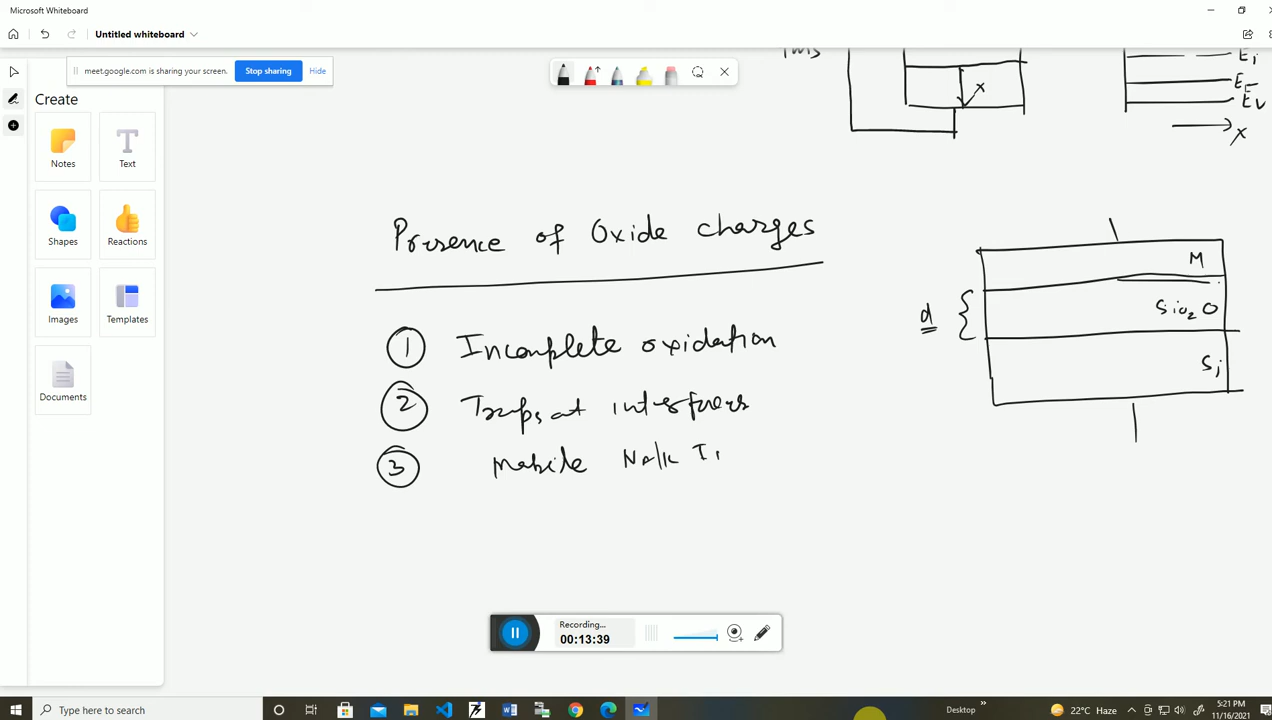 Microsoft Whiteboard
Untitled whiteboard
meet.google.com is sharing your screen.
Stop sharing
Hide
Create
Notes
Text
Shapes
Reactions
Images
Templates
Documents
x
Ei
EF
Ev
x
Presence of Oxide charges
① Incomplete oxidation
② Traps at interfaces
③ Mobile Na/K I
M
d
SiO2 O
Si
Recording...
00:13:39
Type here to search
Desktop
22°C Haze
5:21 PM
11/16/2021